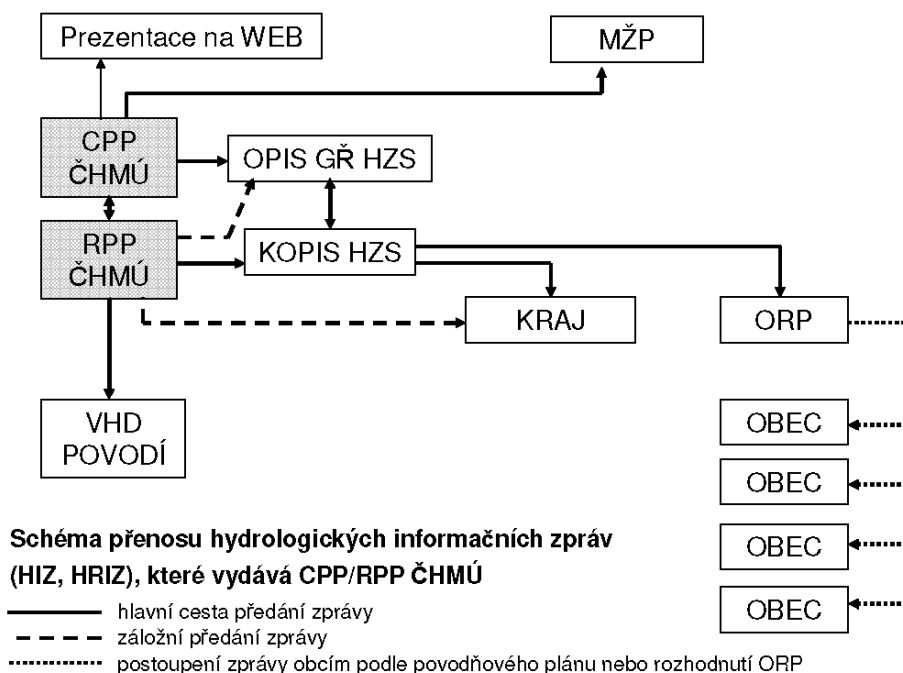 Prezentace na WEB
MŽP
CPP
ČHMÚ
OPIS GŘ HZS
RPP
ČHMÚ
KOPIS HZS
KRAJ
ORP
VHD
POVODÍ
OBEC
OBEC
OBEC
OBEC
Schéma přenosu hydrologických informačních zpráv
(HIZ, HRIZ), které vydává CPP/RPP ČHMÚ
hlavní cesta předání zprávy
záložní předání zprávy
postoupení zprávy obcím podle povodňového plánu nebo rozhodnutí ORP